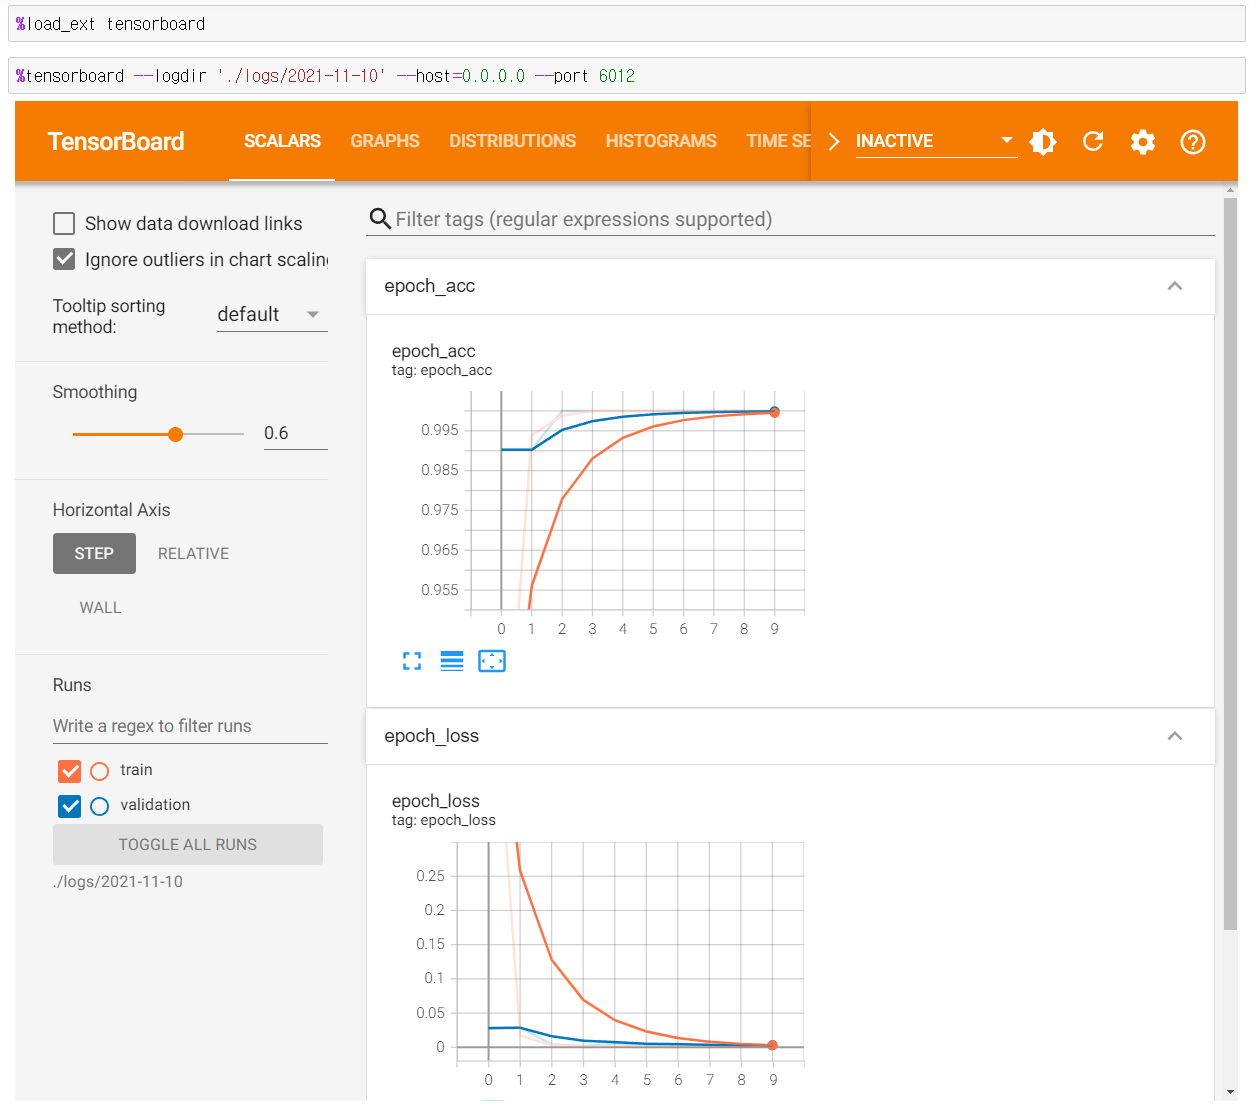 %load_ext tensorboard
%tensorboard --logdir './logs/2021-11-10' --host=0.0.0.0 --port 6012
TensorBoard SCALARS GRAPHS DISTRIBUTIONS HISTOGRAMS TIME SE INACTIVE
Show data download links
Ignore outliers in chart scaling
Tooltip sorting
method:
default
Smoothing
0.6
Horizontal Axis
STEP RELATIVE
WALL
Runs
Write a regex to filter runs
train
validation
TOGGLE ALL RUNS
./logs/2021-11-10
Filter tags (regular expressions supported)
epoch_acc
epoch_acc
tag: epoch_acc
0.995
0.985
0.975
0.965
0.955
0 1 2 3 4 5 6 7 8 9
epoch_loss
epoch_loss
tag: epoch_loss
0.25
0.2
0.15
0.1
0.05
0
0 1 2 3 4 5 6 7 8 9